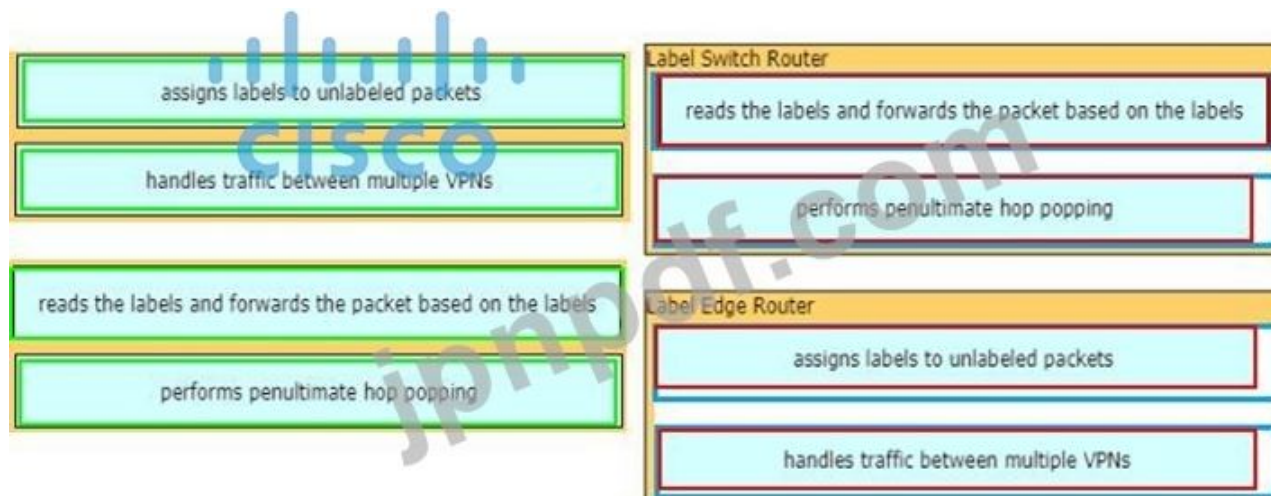 CISCO
assigns labels to unlabeled packets
handles traffic between multiple VPNs
reads the labels and forwards the packet based on the labels
performs penultimate hop popping
Label Switch Router
reads the labels and forwards the packet based on the labels
performs penultimate hop popping
Label Edge Router
assigns labels to unlabeled packets
handles traffic between multiple VPNs
jpnpdf.com